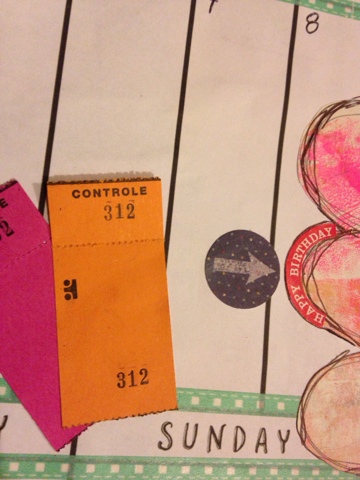 8
CONTROLE
312
312
HAPPY BIRTHDAY
SUNDAY